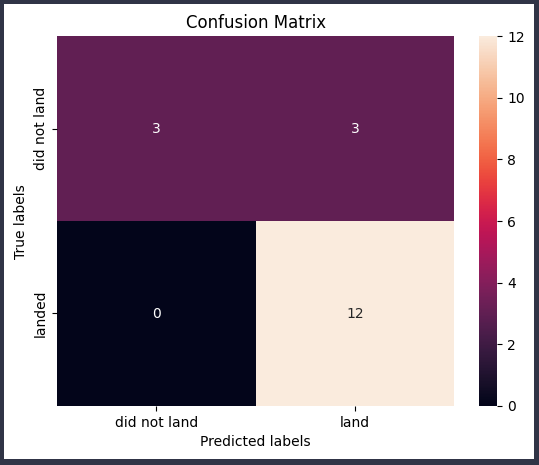 Confusion Matrix
True labels
did not land
3 3
landed
0 12
did not land land
Predicted labels
12
10
8
6
4
2
0